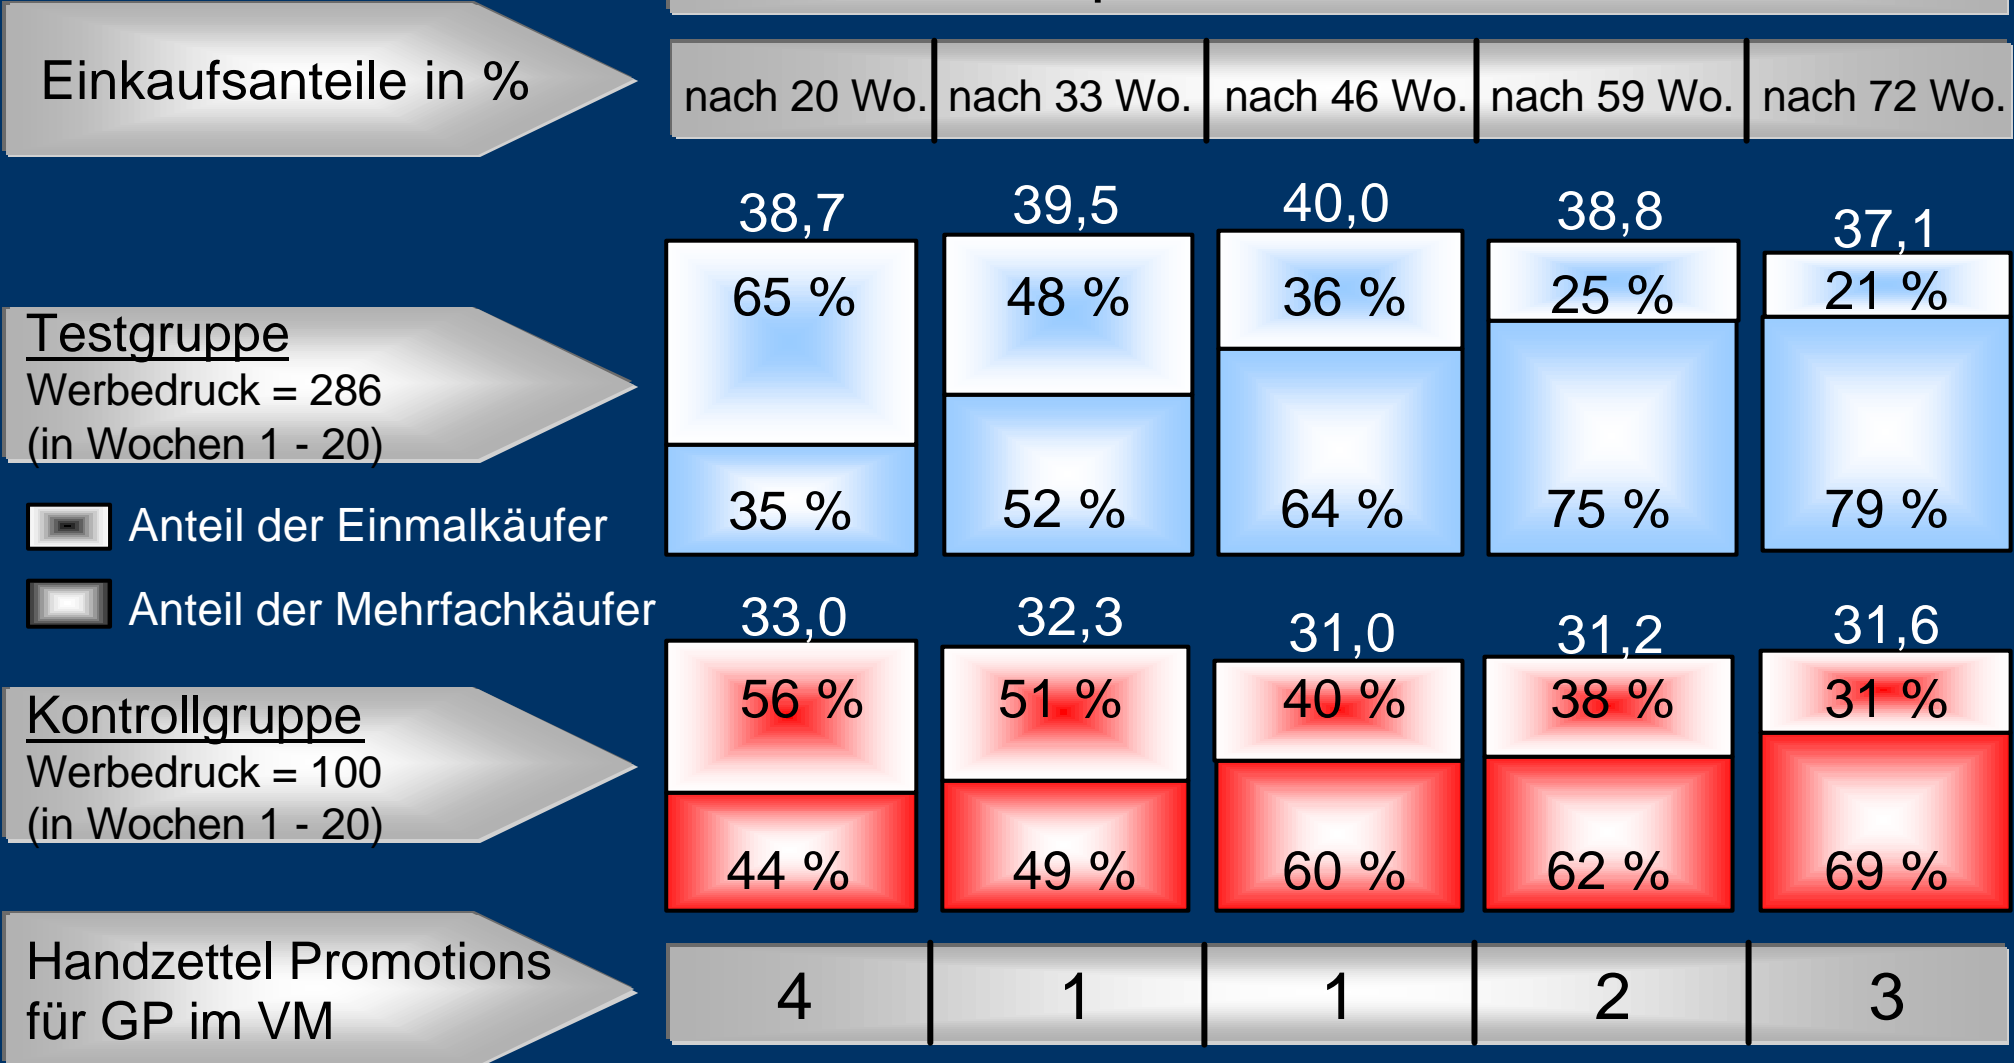 Einkaufsanteile in %
nach 20 Wo. nach 33 Wo. nach 46 Wo. nach 59 Wo. nach 72 Wo.
38,7 39,5 40,0 38,8 37,1
65 % 48 % 36 % 25 % 21 %
Testgruppe
Werbedruck = 286
(in Wochen 1 - 20)
35 % 52 % 64 % 75 % 79 %
Anteil der Einmalkäufer
Anteil der Mehrfachkäufer
33,0 32,3 31,0 31,2 31,6
56 % 51 % 40 % 38 % 31 %
Kontrollgruppe
Werbedruck = 100
(in Wochen 1 - 20)
44 % 49 % 60 % 62 % 69 %
Handzettel Promotions
für GP im VM
4 1 1 2 3